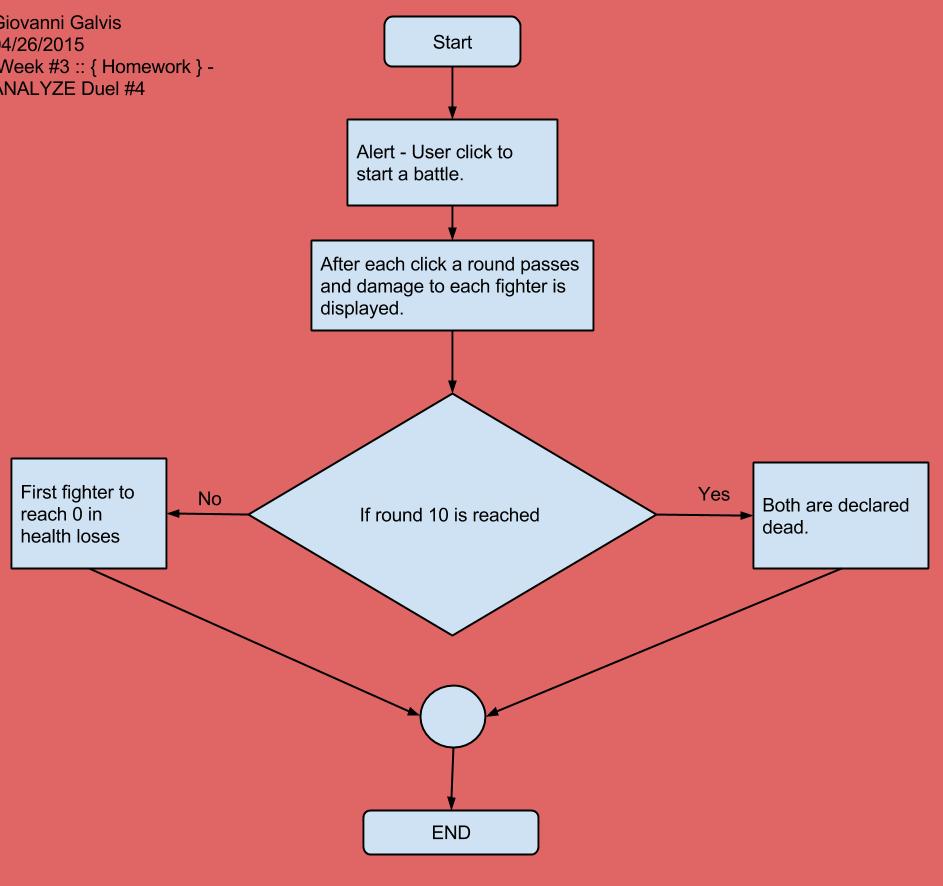 Giovanni Galvis
04/26/2015
Week #3 :: { Homework } -
ANALYZE Duel #4
Start
Alert - User click to
start a battle.
After each click a round passes
and damage to each fighter is
displayed.
First fighter to
reach 0 in
health loses
No
If round 10 is reached
Yes
Both are declared
dead.
END